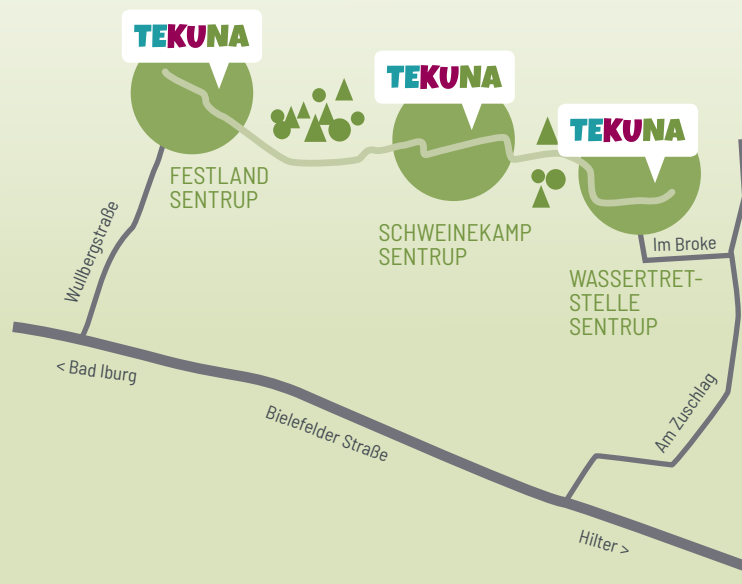 TEKUNA
TEKUNA
TEKUNA
FESTLAND
SENTRUP
SCHWEINEKAMP
SENTRUP
Im Broke
WASSERTRET-
STELLE
SENTRUP
Wullbergstraße
< Bad Iburg
Bielefelder Straße
Am Zuschlag
Hilter >